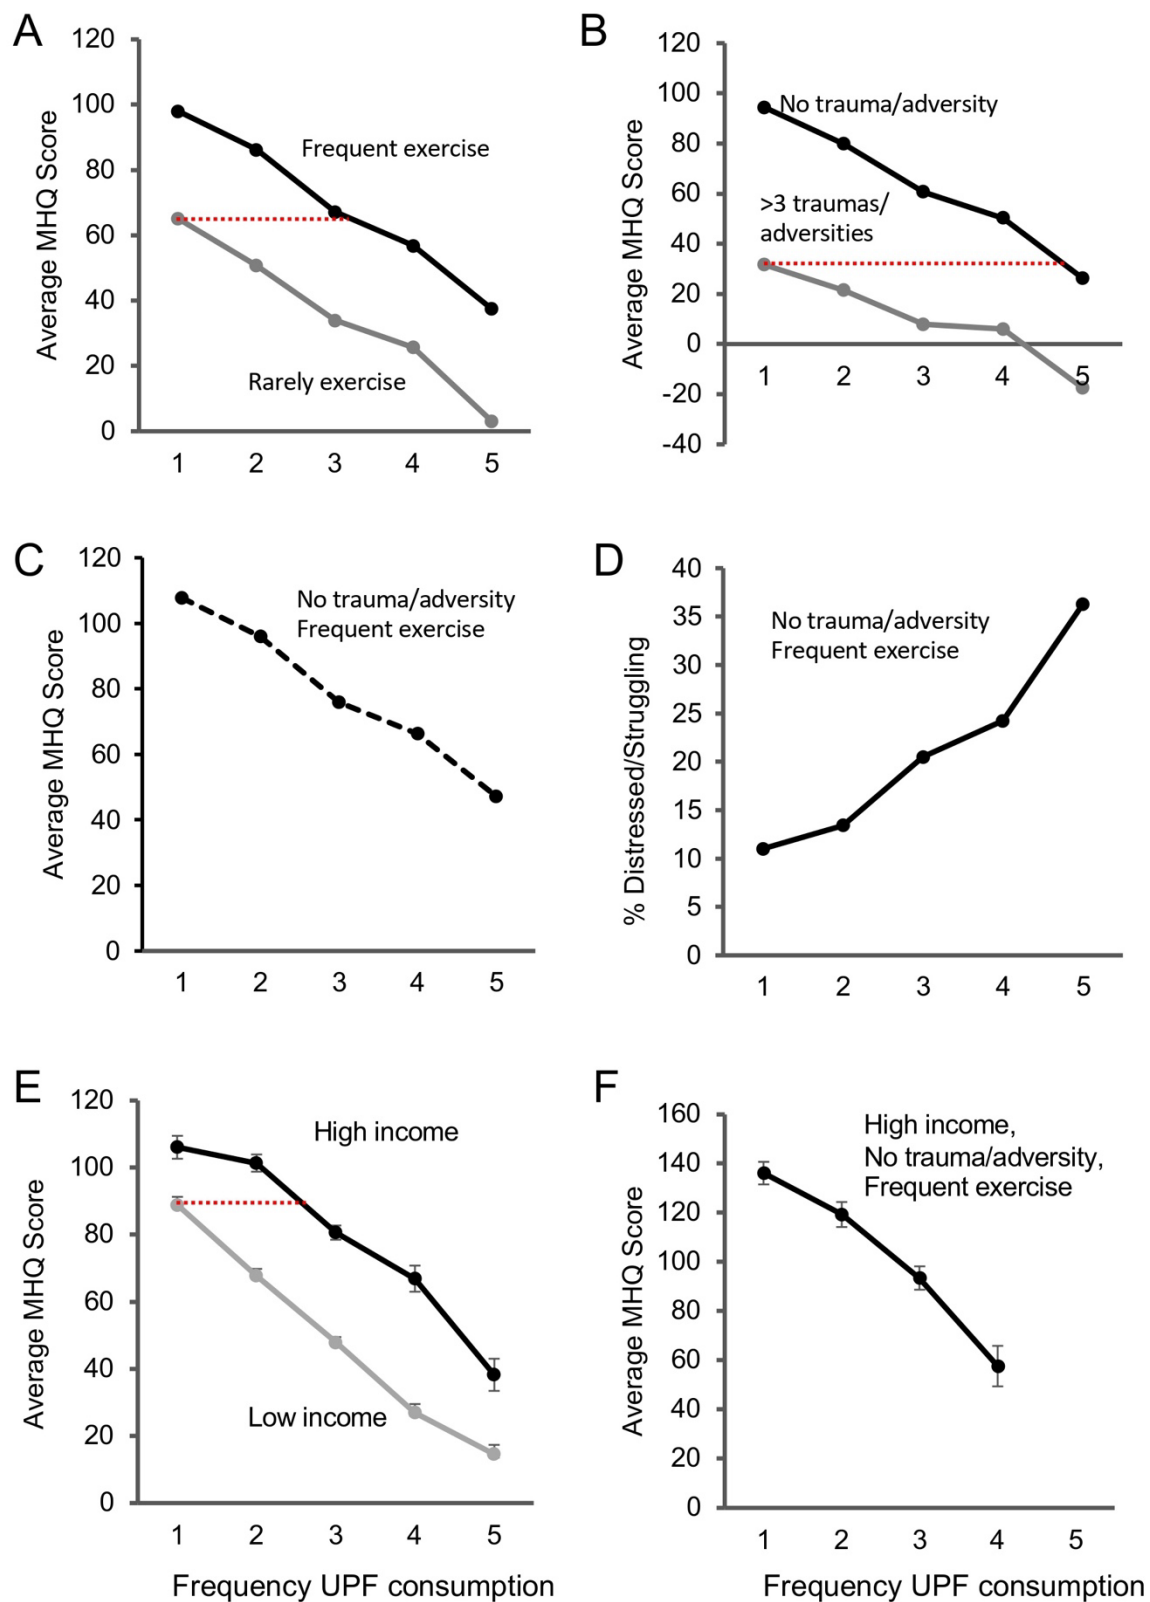 A
120
100
80
60
40
20
0
Average MHQ Score
Frequent exercise
Rarely exercise
1 2 3 4 5
B
120
100
80
60
40
20
0
-20
-40
Average MHQ Score
No trauma/adversity
>3 traumas/
adversities
1 2 3 4 5
C
120
100
80
60
40
20
0
Average MHQ Score
No trauma/adversity
Frequent exercise
1 2 3 4 5
D
40
35
30
25
20
15
10
5
0
% Distressed/Struggling
No trauma/adversity
Frequent exercise
1 2 3 4 5
E
120
100
80
60
40
20
0
Average MHQ Score
High income
Low income
1 2 3 4 5
Frequency UPF consumption
F
160
140
120
100
80
60
40
20
0
Average MHQ Score
High income,
No trauma/adversity,
Frequent exercise
1 2 3 4 5
Frequency UPF consumption